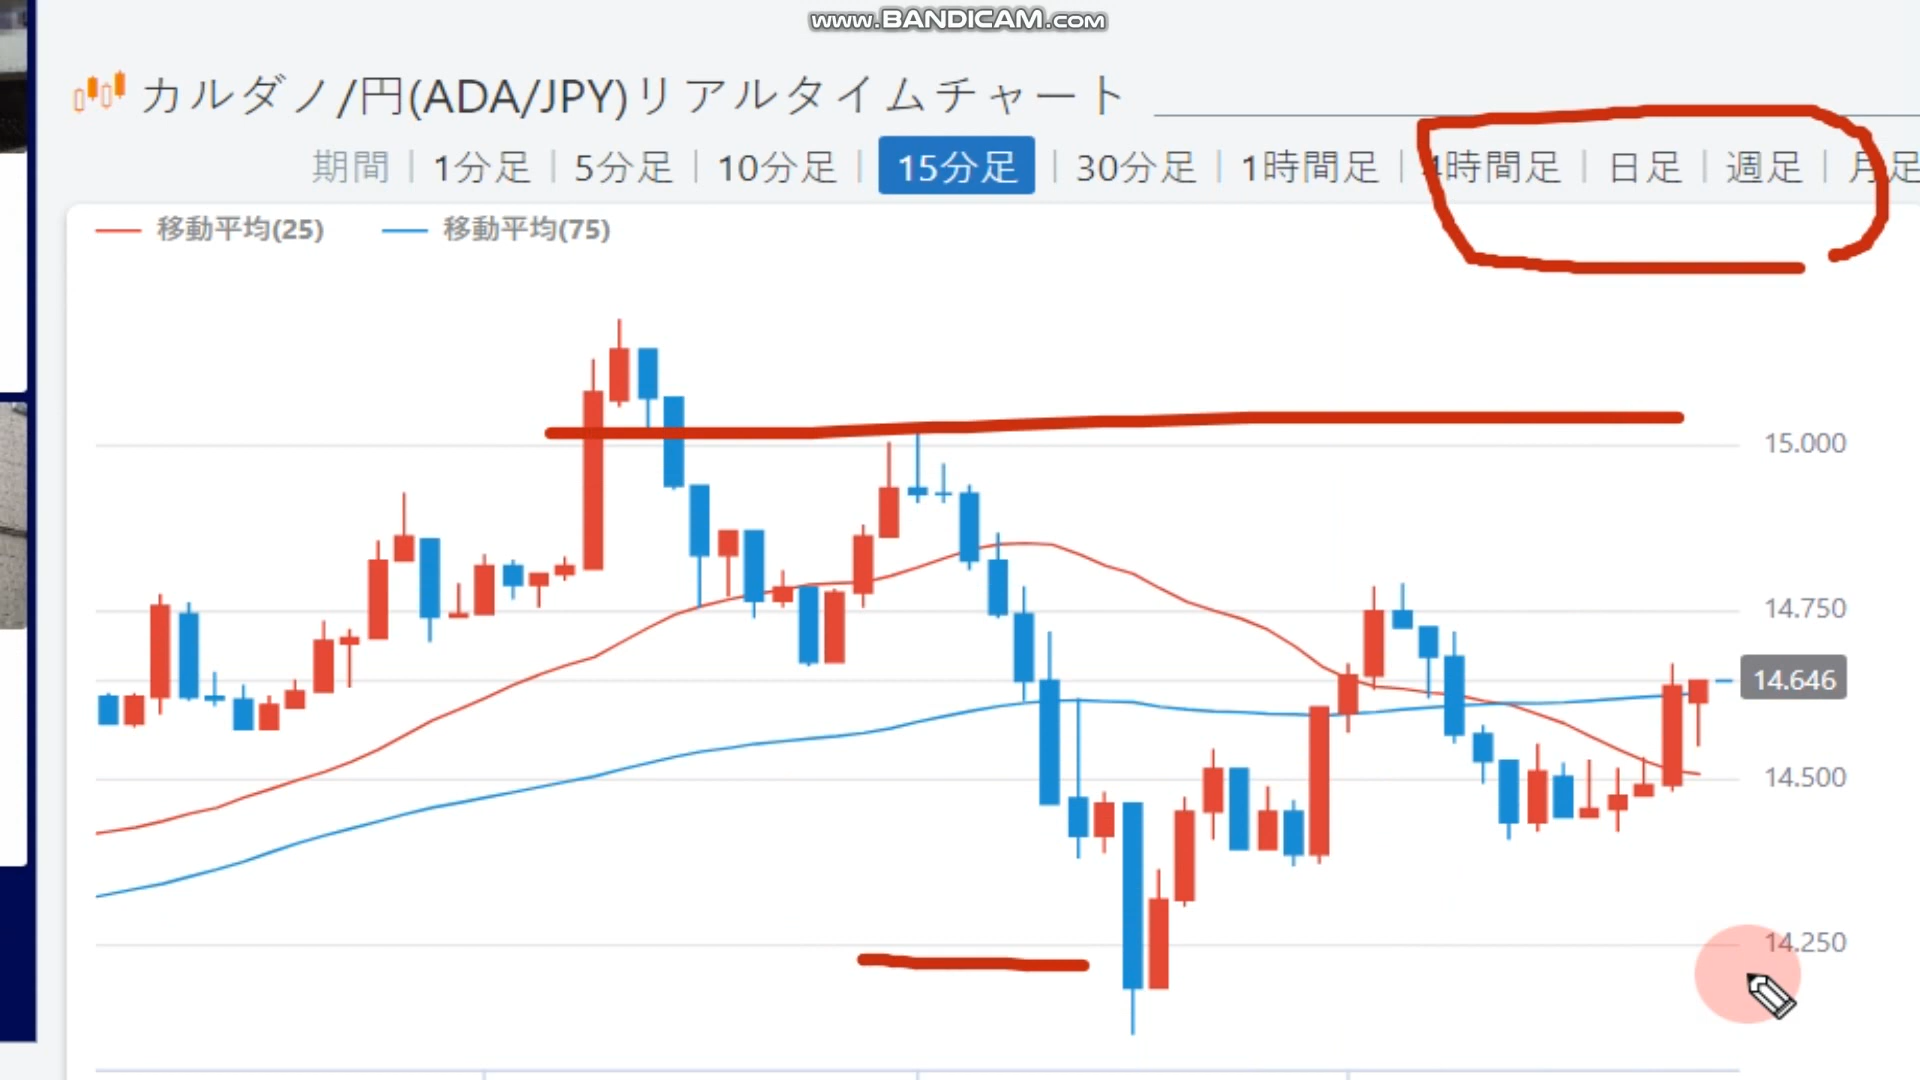 www.BANDICAM.com
カルダノ/円(ADA/JPY)リアルタイムチャート
期間 | 1分足 | 5分足 | 10分足 | 15分足 | 30分足 | 1時間足 | 4時間足 | 日足 | 週足 | 月足
移動平均(25) 移動平均(75)
15.000
14.750
14.646
14.500
14.250